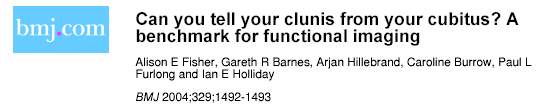 bmj.com
Can you tell your clunis from your cubitus? A
benchmark for functional imaging
Alison E Fisher, Gareth R Barnes, Arjan Hillebrand, Caroline Burrow, Paul L
Furlong and Ian E Holliday
BMJ 2004;329;1492-1493